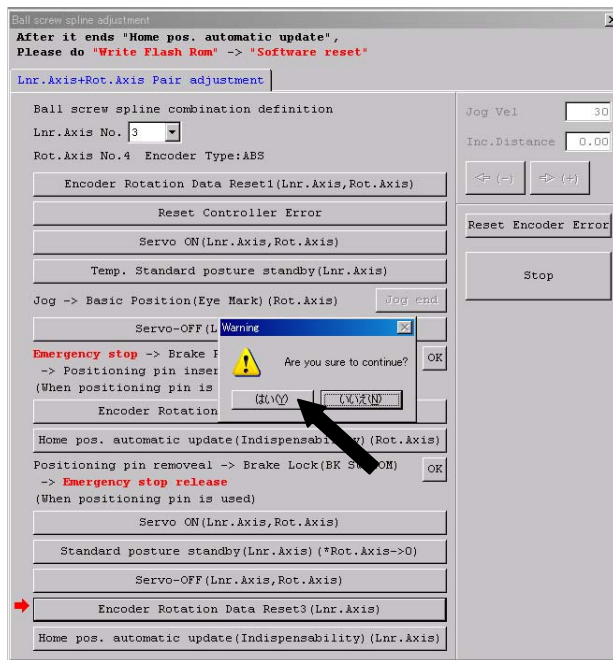 Ball screw spline adjustment
After it ends "Home pos. automatic update",
Please do "Write Flash Rom" -> "Software reset"
Lnr.Axis+Rot.Axis Pair adjustment
Ball screw spline combination definition
Lnr.Axis No. 3
Rot.Axis No.4 Encoder Type:ABS
Encoder Rotation Data Reset1(Lnr.Axis,Rot.Axis)
Reset Controller Error
Servo ON(Lnr.Axis,Rot.Axis)
Temp. Standard posture standby(Lnr.Axis)
Jog -> Basic Position(Eye Mark)(Rot.Axis) Jog end
Servo-OFF(L
Emergency stop -> Brake
-> Positioning pin inser
(When positioning pin is
OK
Encoder Rotation
Home pos. automatic update(Indispensability)(Rot.Axis)
Positioning pin removeal -> Brake Lock(BK
-> Emergency stop release
(When positioning pin is used)
OK
Servo ON(Lnr.Axis,Rot.Axis)
Standard posture standby(Lnr.Axis)(*Rot.Axis->0)
Servo-OFF(Lnr.Axis,Rot.Axis)
Encoder Rotation Data Reset3(Lnr.Axis)
Home pos. automatic update(Indispensability)(Lnr.Axis)
Warning
Are you sure to continue?
はい(Y)
いいえ(N)
Jog Vel 30
Inc.Distance 0.00
(-) (+)
Reset Encoder Error
Stop